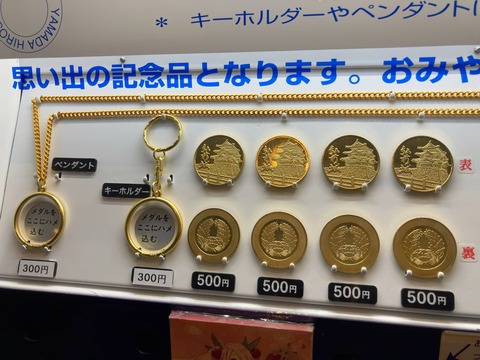 YAMADA HIROS
* キーホルダーやペンダントに
思い出の記念品となります。おみや
ペンダント
キーホルダー
表
メダルを
ここにハメ
込む
メダルを
ここにハメ
込む
裏
300円
300円
500円
500円
500円
500円